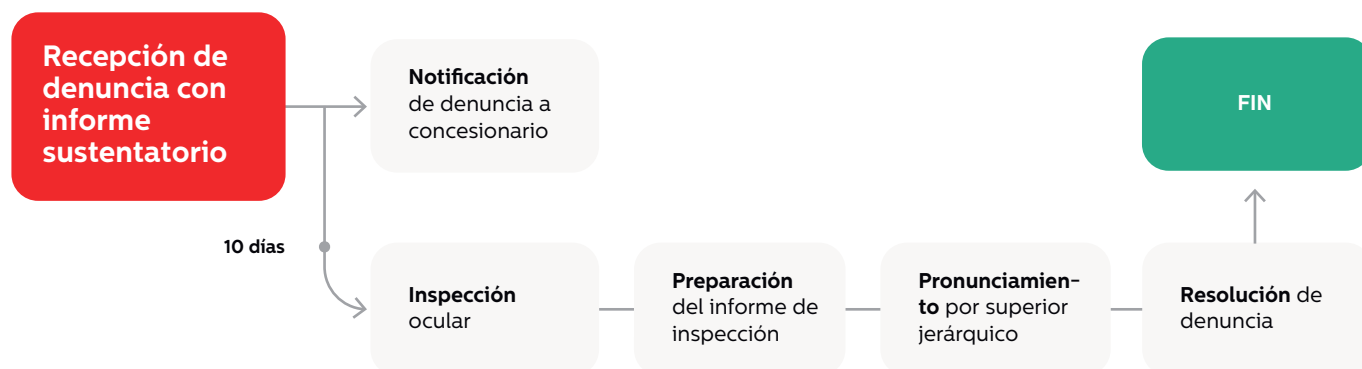 Recepción de
denuncia con
informe
sustentatorio
Notificación
de denuncia a
concesionario
FIN
10 días
Inspección
ocular
Preparación
del informe de
inspección
Pronunciamien-
to por superior
jerárquico
Resolución de
denuncia